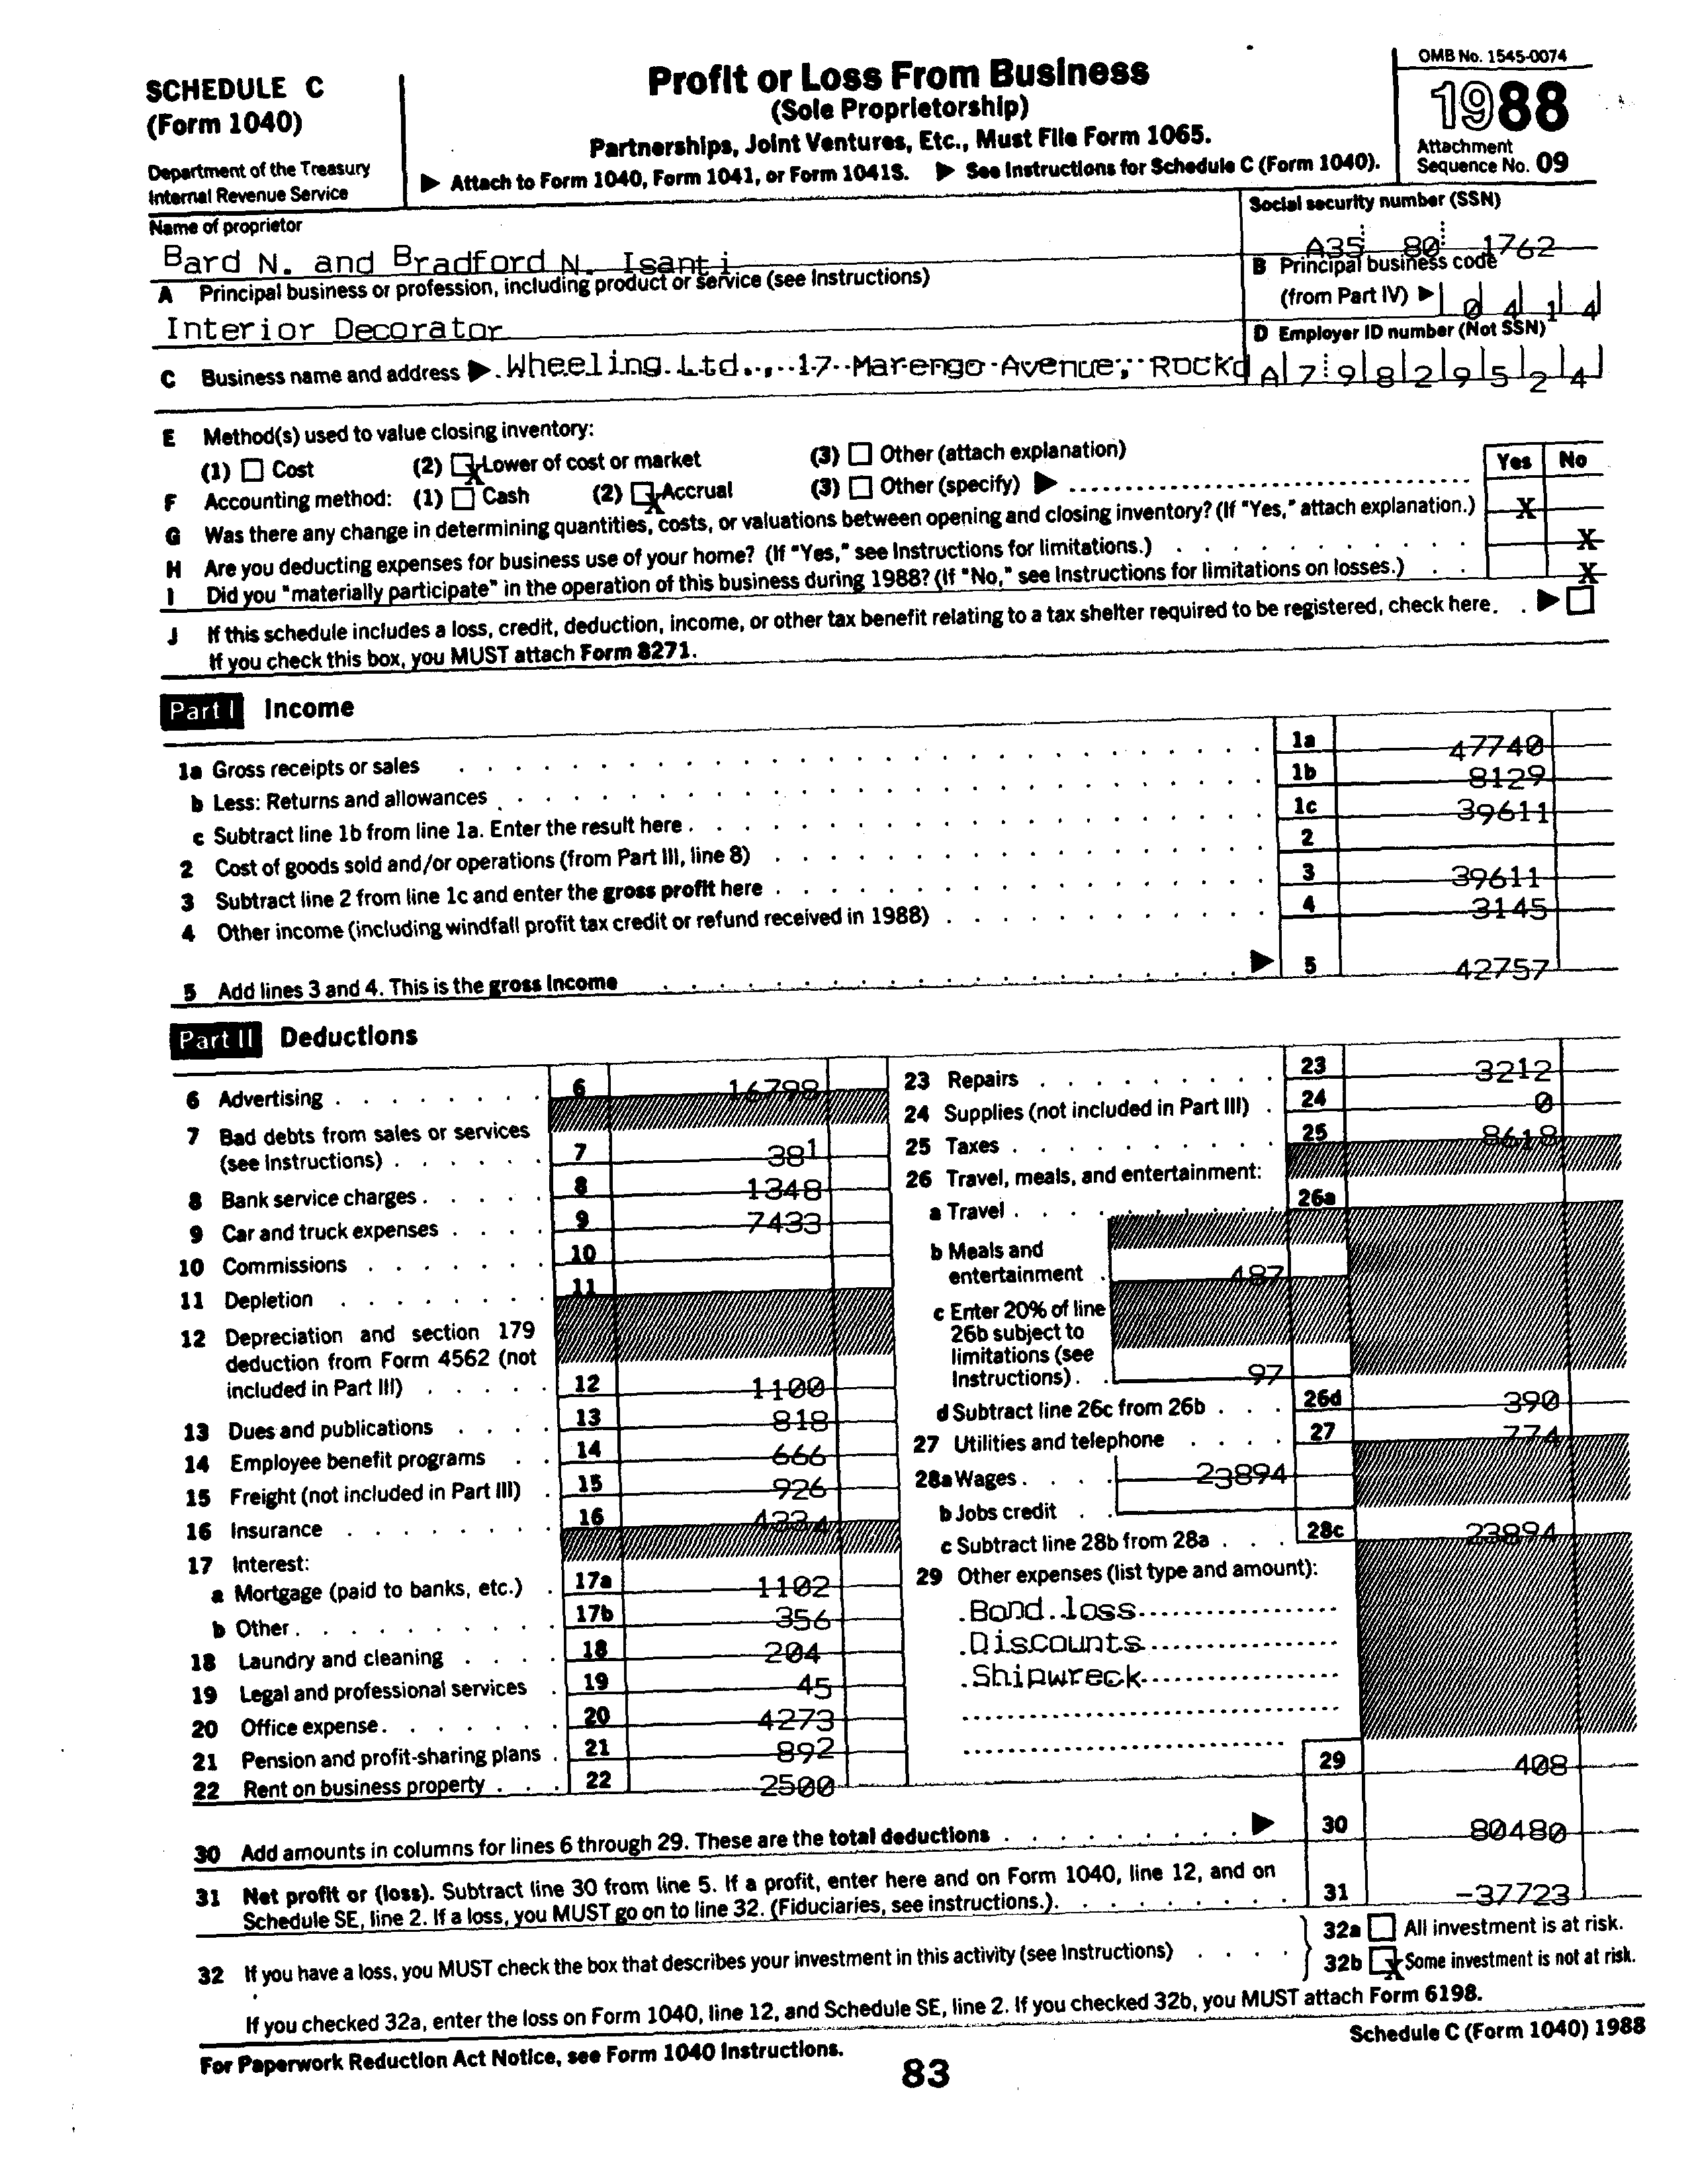 SCHEDULE C
(Form 1040)
Department of the Treasury
Internal Revenue Service
Profit or Loss From Business
(Sole Proprietorship)
Partnerships, Joint Ventures, Etc., Must File Form 1065.
▶ Attach to Form 1040, Form 1041, or Form 1041S. ▶ See Instructions for Schedule C (Form 1040).
OMB No. 1545-0074
1988
Attachment
Sequence No. 09
Name of proprietor
Bard N. and Bradford N. Isanti
Social security number (SSN)
A35 80 1762
A Principal business or profession, including product or service (see Instructions)
Interior Decorator
B Principal business code
(from Part IV) ▶ 0 4 1 4
C Business name and address ▶ Wheeling Ltd., 17 Marengo Avenue, Rockd
D Employer ID number (Not SSN)
A 7 9 8 2 9 5 2 4
E Method(s) used to value closing inventory:
(1) Cost (2) X Lower of cost or market (3) Other (attach explanation)
Yes No
F Accounting method: (1) Cash (2) X Accrual (3) Other (specify) ▶
G Was there any change in determining quantities, costs, or valuations between opening and closing inventory? (If "Yes," attach explanation.) X
H Are you deducting expenses for business use of your home? (If "Yes," see Instructions for limitations.) X
I Did you "materially participate" in the operation of this business during 1988? (If "No," see Instructions for limitations on losses.) X
J If this schedule includes a loss, credit, deduction, income, or other tax benefit relating to a tax shelter required to be registered, check here. ▶
If you check this box, you MUST attach Form 8271.
Part I Income
1a Gross receipts or sales 1a 47740
b Less: Returns and allowances 1b 8129
c Subtract line 1b from line 1a. Enter the result here 1c 39611
2 Cost of goods sold and/or operations (from Part III, line 8) 2
3 Subtract line 2 from line 1c and enter the gross profit here 3 39611
4 Other income (including windfall profit tax credit or refund received in 1988) 4 3145
5 Add lines 3 and 4. This is the gross income ▶ 5 42757
Part II Deductions
6 Advertising 6 16798
7 Bad debts from sales or services
(see Instructions) 7 381
8 Bank service charges 8 1348
9 Car and truck expenses 9 7433
10 Commissions 10
11 Depletion 11
12 Depreciation and section 179
deduction from Form 4562 (not
included in Part III) 12 1100
13 Dues and publications 13 818
14 Employee benefit programs 14 666
15 Freight (not included in Part III) 15 926
16 Insurance 16 4334
17 Interest:
a Mortgage (paid to banks, etc.) 17a 1102
b Other 17b 356
18 Laundry and cleaning 18 204
19 Legal and professional services 19 45
20 Office expense 20 4273
21 Pension and profit-sharing plans 21 892
22 Rent on business property 22 2500
23 Repairs 23 3212
24 Supplies (not included in Part III) 24 0
25 Taxes 25 8618
26 Travel, meals, and entertainment:
a Travel 26a
b Meals and
entertainment 487
c Enter 20% of line
26b subject to
limitations (see
Instructions) 97
d Subtract line 26c from 26b 26d 390
27 Utilities and telephone 27 774
28a Wages 23894
b Jobs credit
c Subtract line 28b from 28a 28c 23894
29 Other expenses (list type and amount):
Bond loss
Discounts
Shipwreck
29 408
30 Add amounts in columns for lines 6 through 29. These are the total deductions ▶ 30 80480
31 Net profit or (loss). Subtract line 30 from line 5. If a profit, enter here and on Form 1040, line 12, and on
Schedule SE, line 2. If a loss, you MUST go on to line 32. (Fiduciaries, see instructions.) 31 -37723
32 If you have a loss, you MUST check the box that describes your investment in this activity (see Instructions)
32a All investment is at risk.
32b X Some investment is not at risk.
If you checked 32a, enter the loss on Form 1040, line 12, and Schedule SE, line 2. If you checked 32b, you MUST attach Form 6198.
For Paperwork Reduction Act Notice, see Form 1040 Instructions.
Schedule C (Form 1040) 1988
83